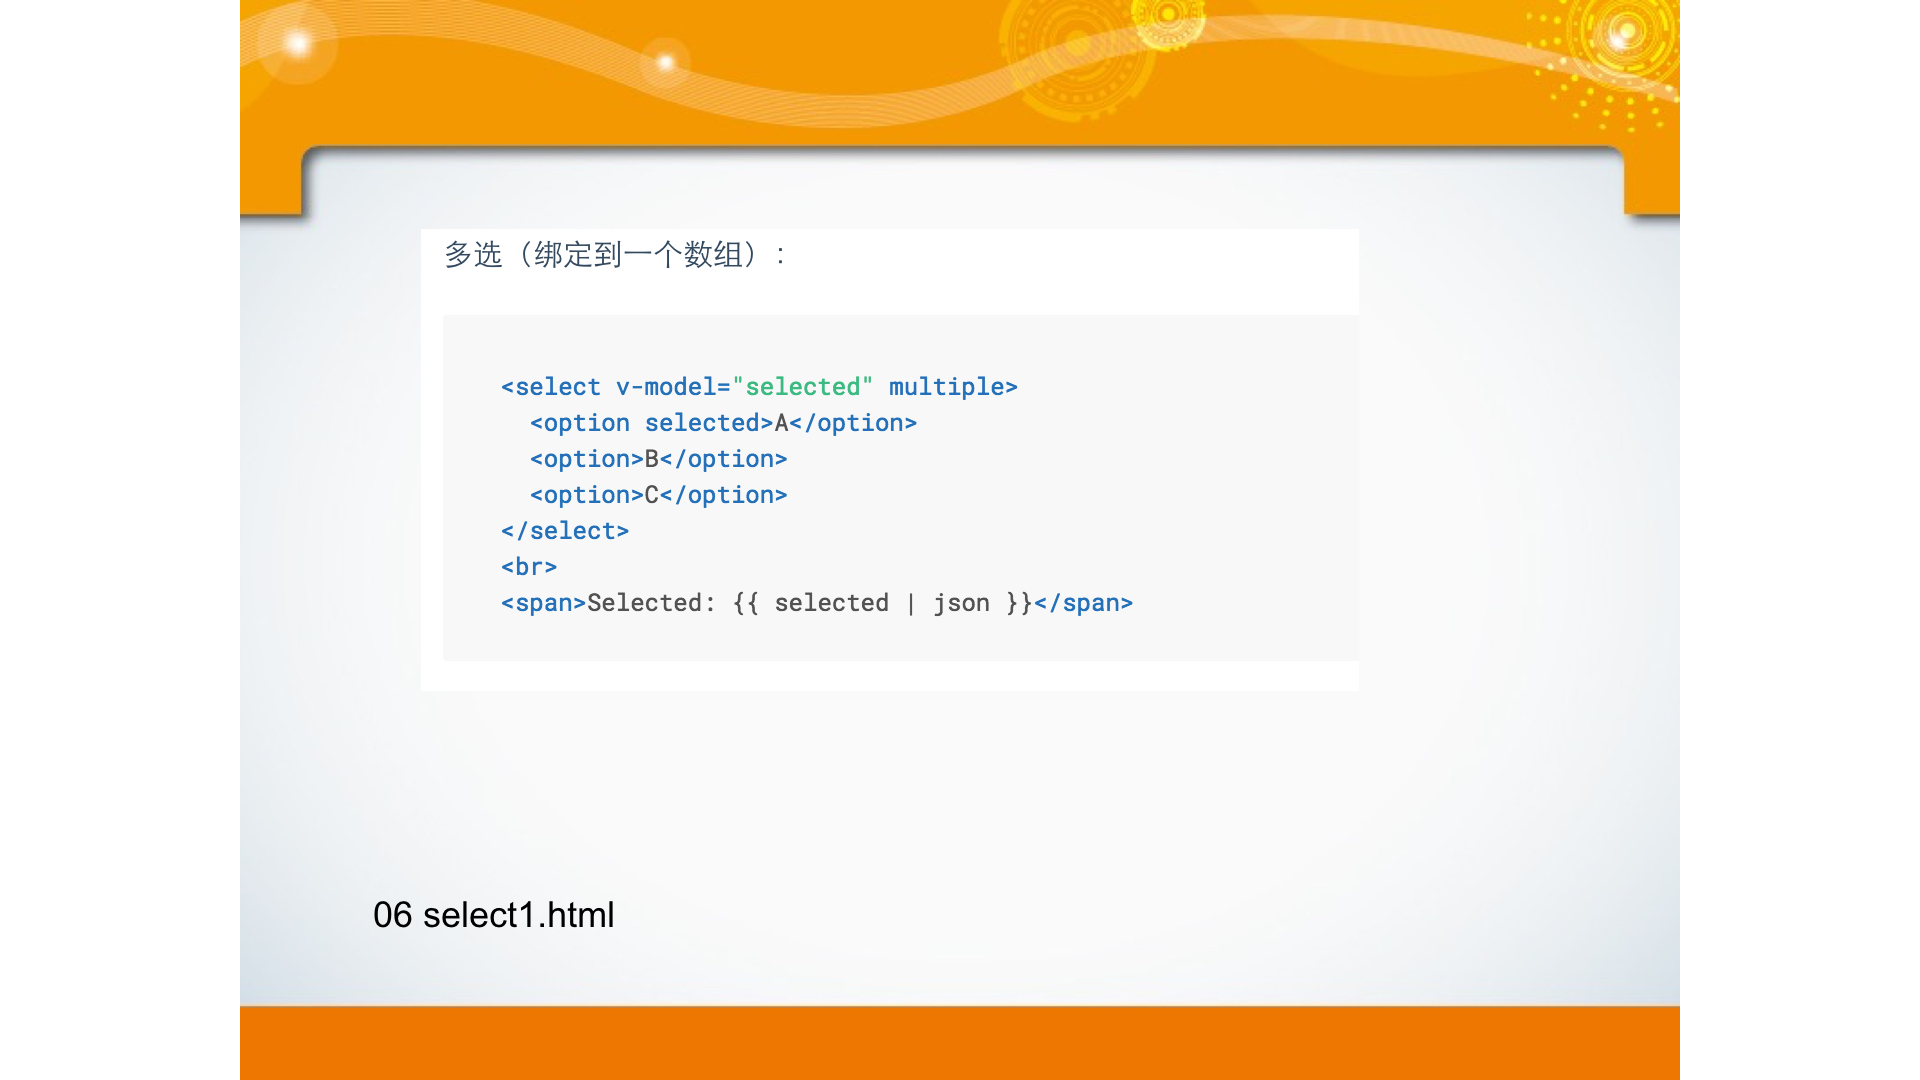 多选（绑定到一个数组）：
<select v-model="selected" multiple>
  <option selected>A</option>
  <option>B</option>
  <option>C</option>
</select>
<br>
<span>Selected: {{ selected | json }}</span>
06 select1.html